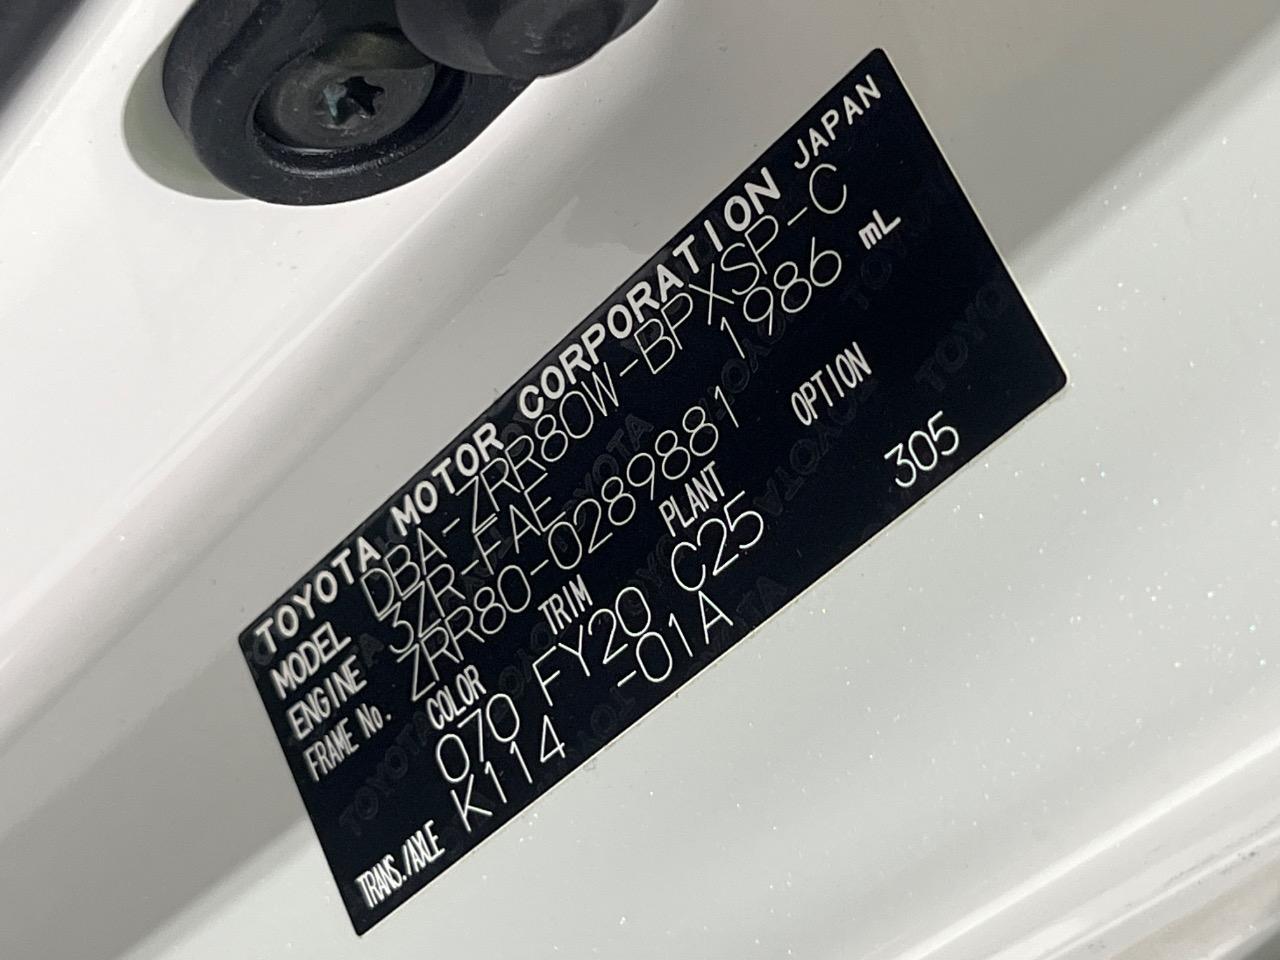 TOYOTA MOTOR CORPORATION JAPAN
MODEL DBA-ZRR80W-BPXSP-C
ENGINE 3ZR-FAE 1986 mL
FRAME No. ZRR80-0289881
COLOR TRIM PLANT OPTION
070 FY20 C25 305
TRANS./AXLE K114 -01A